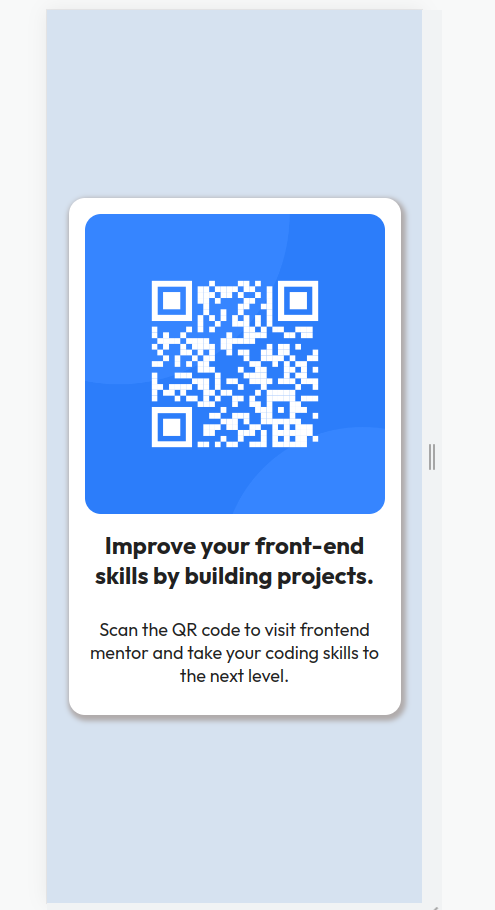 Improve your front-end
skills by building projects.
Scan the QR code to visit frontend
mentor and take your coding skills to
the next level.